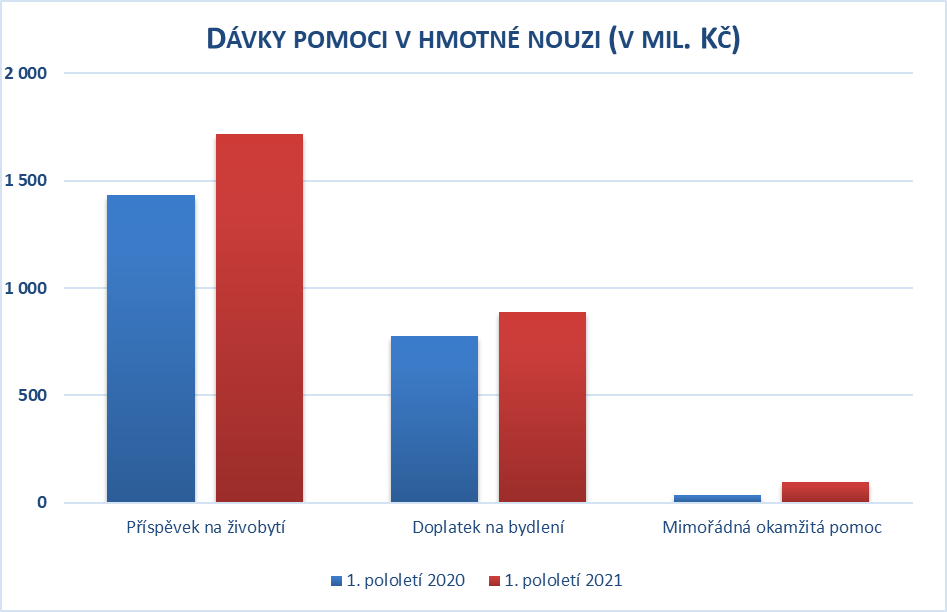 Dávky pomoci v hmotné nouzi (v mil. Kč)
2 000
1 500
1 000
500
0
Příspěvek na živobytí Doplatek na bydlení Mimořádná okamžitá pomoc
1. pololetí 2020 1. pololetí 2021